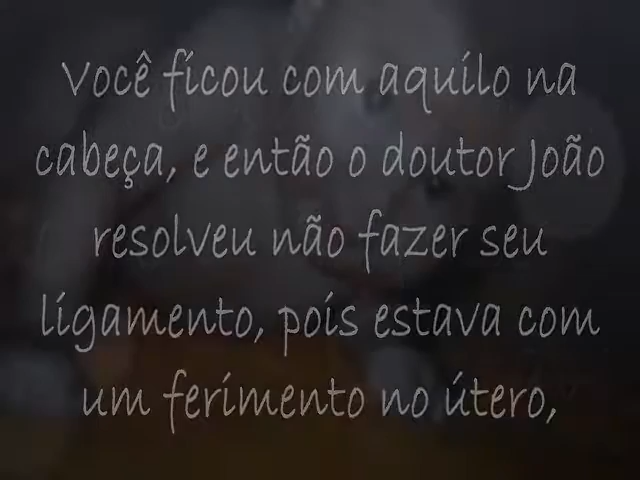 Você ficou com aquilo na
cabeça, e então o doutor João
resolveu não fazer seu
ligamento, pois estava com
um ferimento no útero,